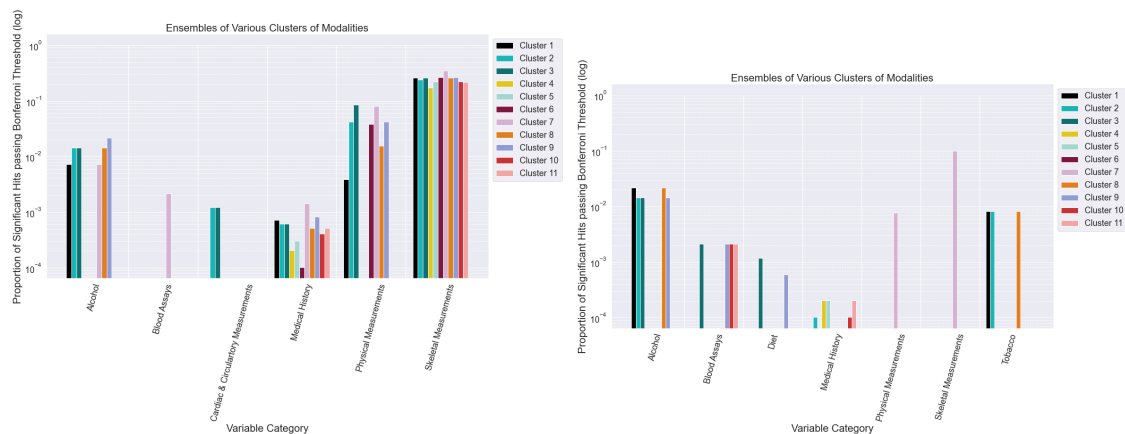 Ensembles of Various Clusters of Modalities
Proportion of Significant Hits passing Bonferroni Threshold (log)
10^0
10^-1
10^-2
10^-3
10^-4
Alcohol
Blood Assays
Cardiac & Circulartory Measurements
Medical History
Physical Measurements
Skeletal Measurements
Variable Category
Cluster 1
Cluster 2
Cluster 3
Cluster 4
Cluster 5
Cluster 6
Cluster 7
Cluster 8
Cluster 9
Cluster 10
Cluster 11
Ensembles of Various Clusters of Modalities
Proportion of Significant Hits passing Bonferroni Threshold (log)
10^0
10^-1
10^-2
10^-3
10^-4
Alcohol
Blood Assays
Diet
Medical History
Physical Measurements
Skeletal Measurements
Tobacco
Variable Category
Cluster 1
Cluster 2
Cluster 3
Cluster 4
Cluster 5
Cluster 6
Cluster 7
Cluster 8
Cluster 9
Cluster 10
Cluster 11